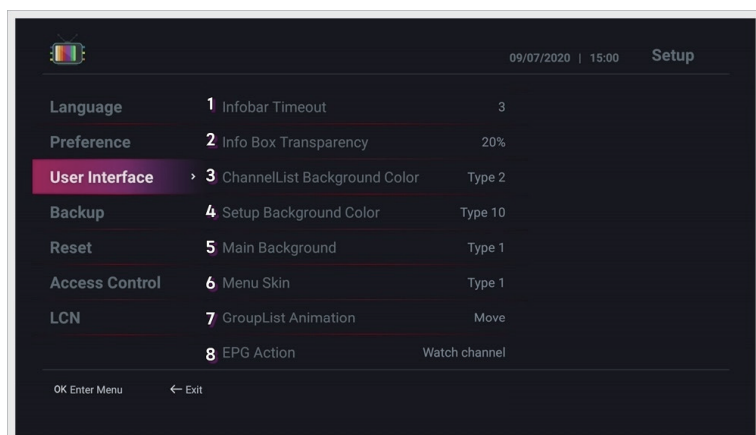 09/07/2020 | 15:00 Setup
Language 1 Infobar Timeout 3
Preference 2 Info Box Transparency 20%
User Interface › 3 ChannelList Background Color Type 2
Backup 4 Setup Background Color Type 10
Reset 5 Main Background Type 1
Access Control 6 Menu Skin Type 1
LCN 7 GroupList Animation Move
8 EPG Action Watch channel
OK Enter Menu ← Exit